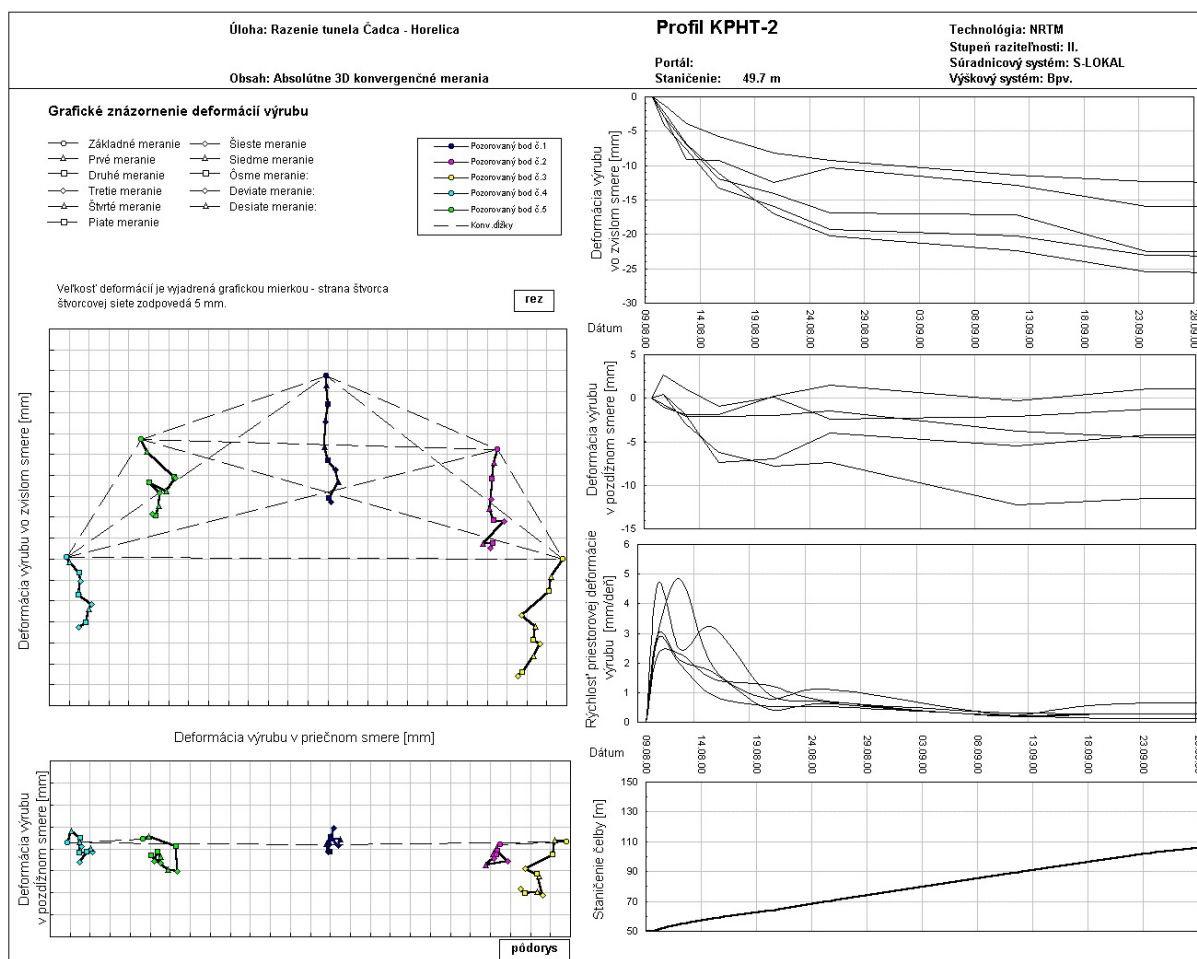 Úloha: Razenie tunela Čadca - Horelica
Obsah: Absolútne 3D konvergenčné merania
Profil KPHT-2
Portál:
Staničenie: 49.7 m
Technológia: NRTM
Stupeň raziteľnosti: II.
Súradnicový systém: S-LOKAL
Výškový systém: Bpv.
Grafické znázornenie deformácií výrubu
Základné meranie
Prvé meranie
Druhé meranie
Tretie meranie
Štvrté meranie
Piate meranie
Šieste meranie
Siedme meranie
Ôsme meranie:
Deviate meranie:
Desiate meranie:
Pozorovaný bod č.1
Pozorovaný bod č.2
Pozorovaný bod č.3
Pozorovaný bod č.4
Pozorovaný bod č.5
Konv.dĺžky
Veľkosť deformácií je vyjadrená grafickou mierkou - strana štvorca
štvorcovej siete zodpovedá 5 mm.
rez
Deformácia výrubu vo zvislom smere [mm]
Deformácia výrubu v priečnom smere [mm]
Deformácia výrubu
v pozdĺžnom smere [mm]
pôdorys
Deformácia výrubu
vo zvislom smere [mm]
0
-5
-10
-15
-20
-25
-30
Dátum
09.08.00
14.08.00
19.08.00
24.08.00
29.08.00
03.09.00
08.09.00
13.09.00
18.09.00
23.09.00
28.09.00
Deformácia výrubu
v pozdĺžnom smere [mm]
5
0
-5
-10
-15
Rýchlosť priestorovej deformácie
výrubu [mm/deň]
6
5
4
3
2
1
0
Dátum
09.08.00
14.08.00
19.08.00
24.08.00
29.08.00
03.09.00
08.09.00
13.09.00
18.09.00
23.09.00
28.09.00
Staničenie čelby [m]
150
130
110
90
70
50